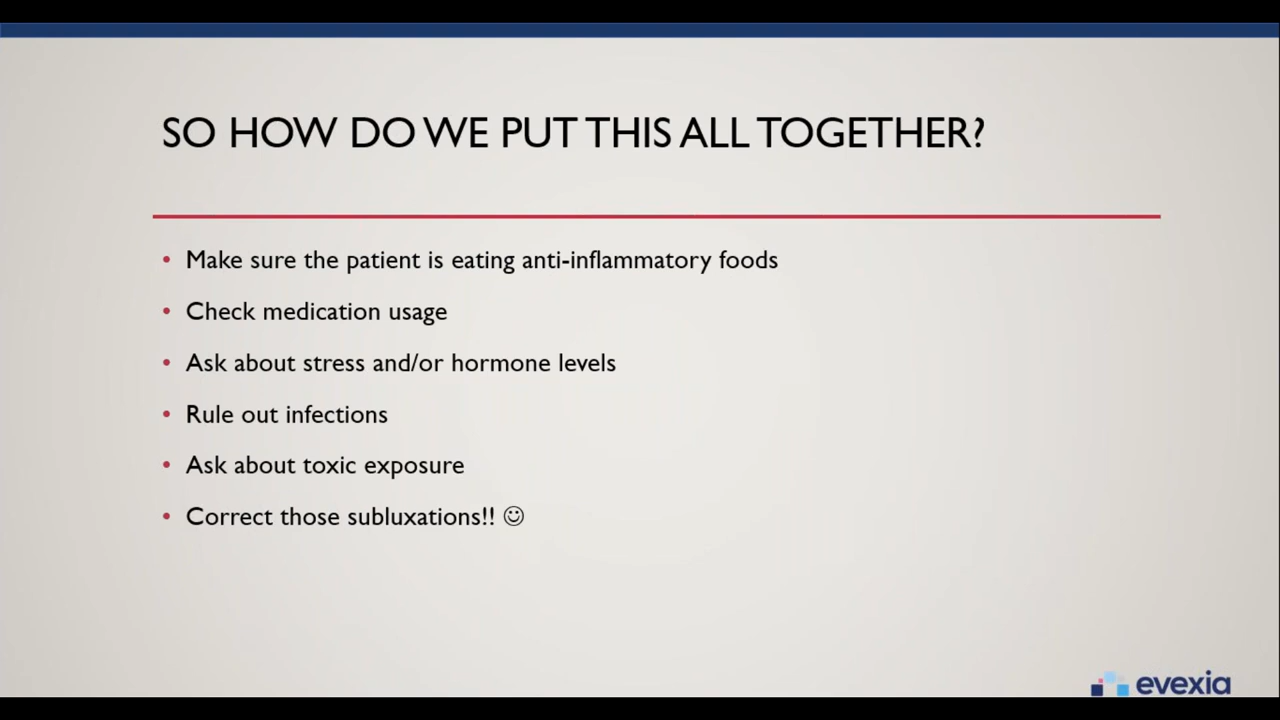 SO HOW DO WE PUT THIS ALL TOGETHER?
• Make sure the patient is eating anti-inflammatory foods
• Check medication usage
• Ask about stress and/or hormone levels
• Rule out infections
• Ask about toxic exposure
• Correct those subluxations!! ☺
evexia